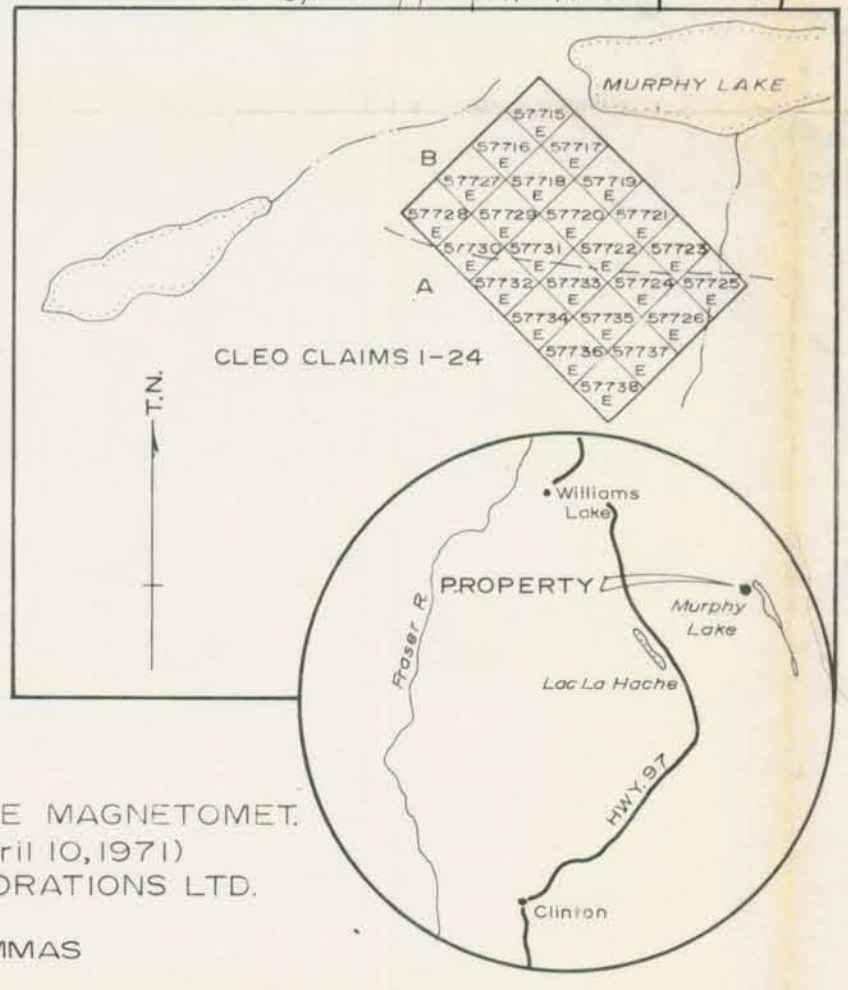 MURPHY LAKE
57715
E
57716
E
57717
E
B
57727
E
57718
E
57719
E
57728
E
57729
E
57720
E
57721
E
57730
E
57731
E
57722
E
57723
E
A
57732
E
57733
E
57724
E
57725
E
57734
E
57735
E
57726
E
57736
E
57737
E
57738
E
CLEO CLAIMS 1-24
T.N.
Williams
Lake
PROPERTY
Murphy
Lake
Fraser R.
Lac La Hache
HWY. 97
Clinton
E MAGNETOMET.
ril 10, 1971)
ORATIONS LTD.
MMAS